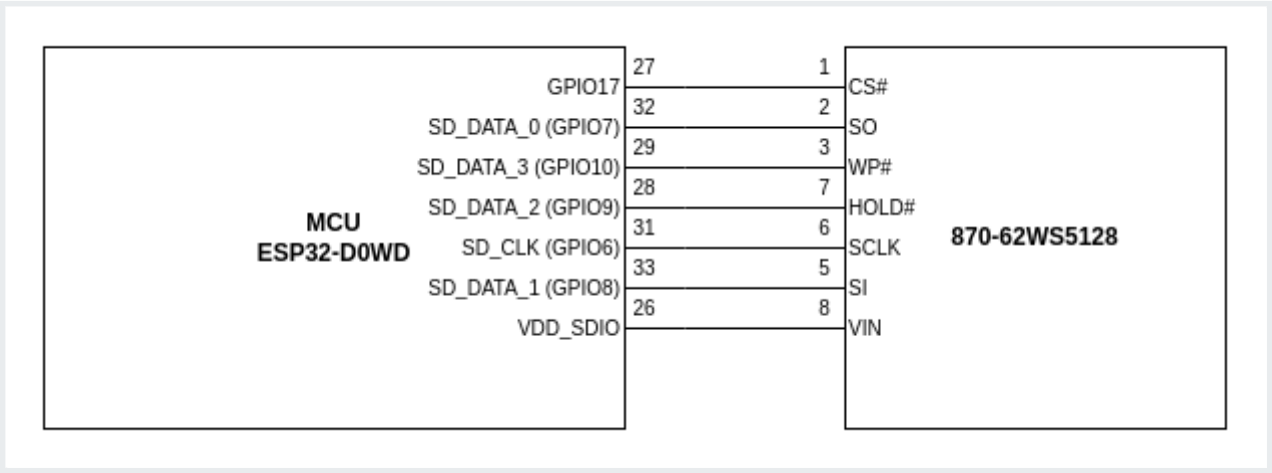 27 1
GPIO17 CS#
32 2
SD_DATA_0 (GPIO7) SO
29 3
SD_DATA_3 (GPIO10) WP#
28 7
SD_DATA_2 (GPIO9) HOLD#
MCU
ESP32-D0WD
31 6
SD_CLK (GPIO6) SCLK
870-62WS5128
33 5
SD_DATA_1 (GPIO8) SI
26 8
VDD_SDIO VIN